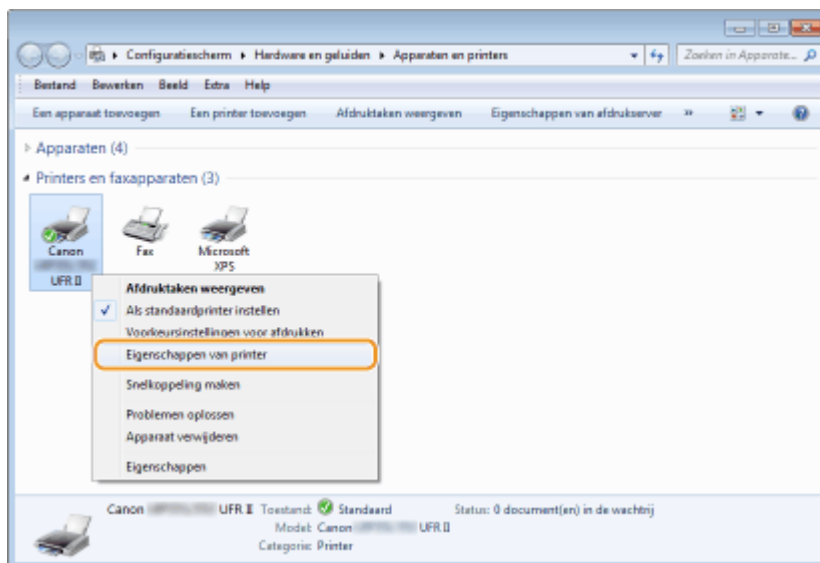 Configuratiescherm ▸ Hardware en geluiden ▸ Apparaten en printers
Zoeken in Apparate...
Bestand Bewerken Beeld Extra Help
Een apparaat toevoegen Een printer toevoegen Afdruktaken weergeven Eigenschappen van afdrukserver »
Apparaten (4)
Printers en faxapparaten (3)
Canon
UFR II
Fax
Microsoft
XPS
Afdruktaken weergeven
Als standaardprinter instellen
Voorkeursinstellingen voor afdrukken
Eigenschappen van printer
Snelkoppeling maken
Problemen oplossen
Apparaat verwijderen
Eigenschappen
Canon UFR II Toestand: Standaard Status: 0 document(en) in de wachtrij
Model: Canon UFR II
Categorie: Printer